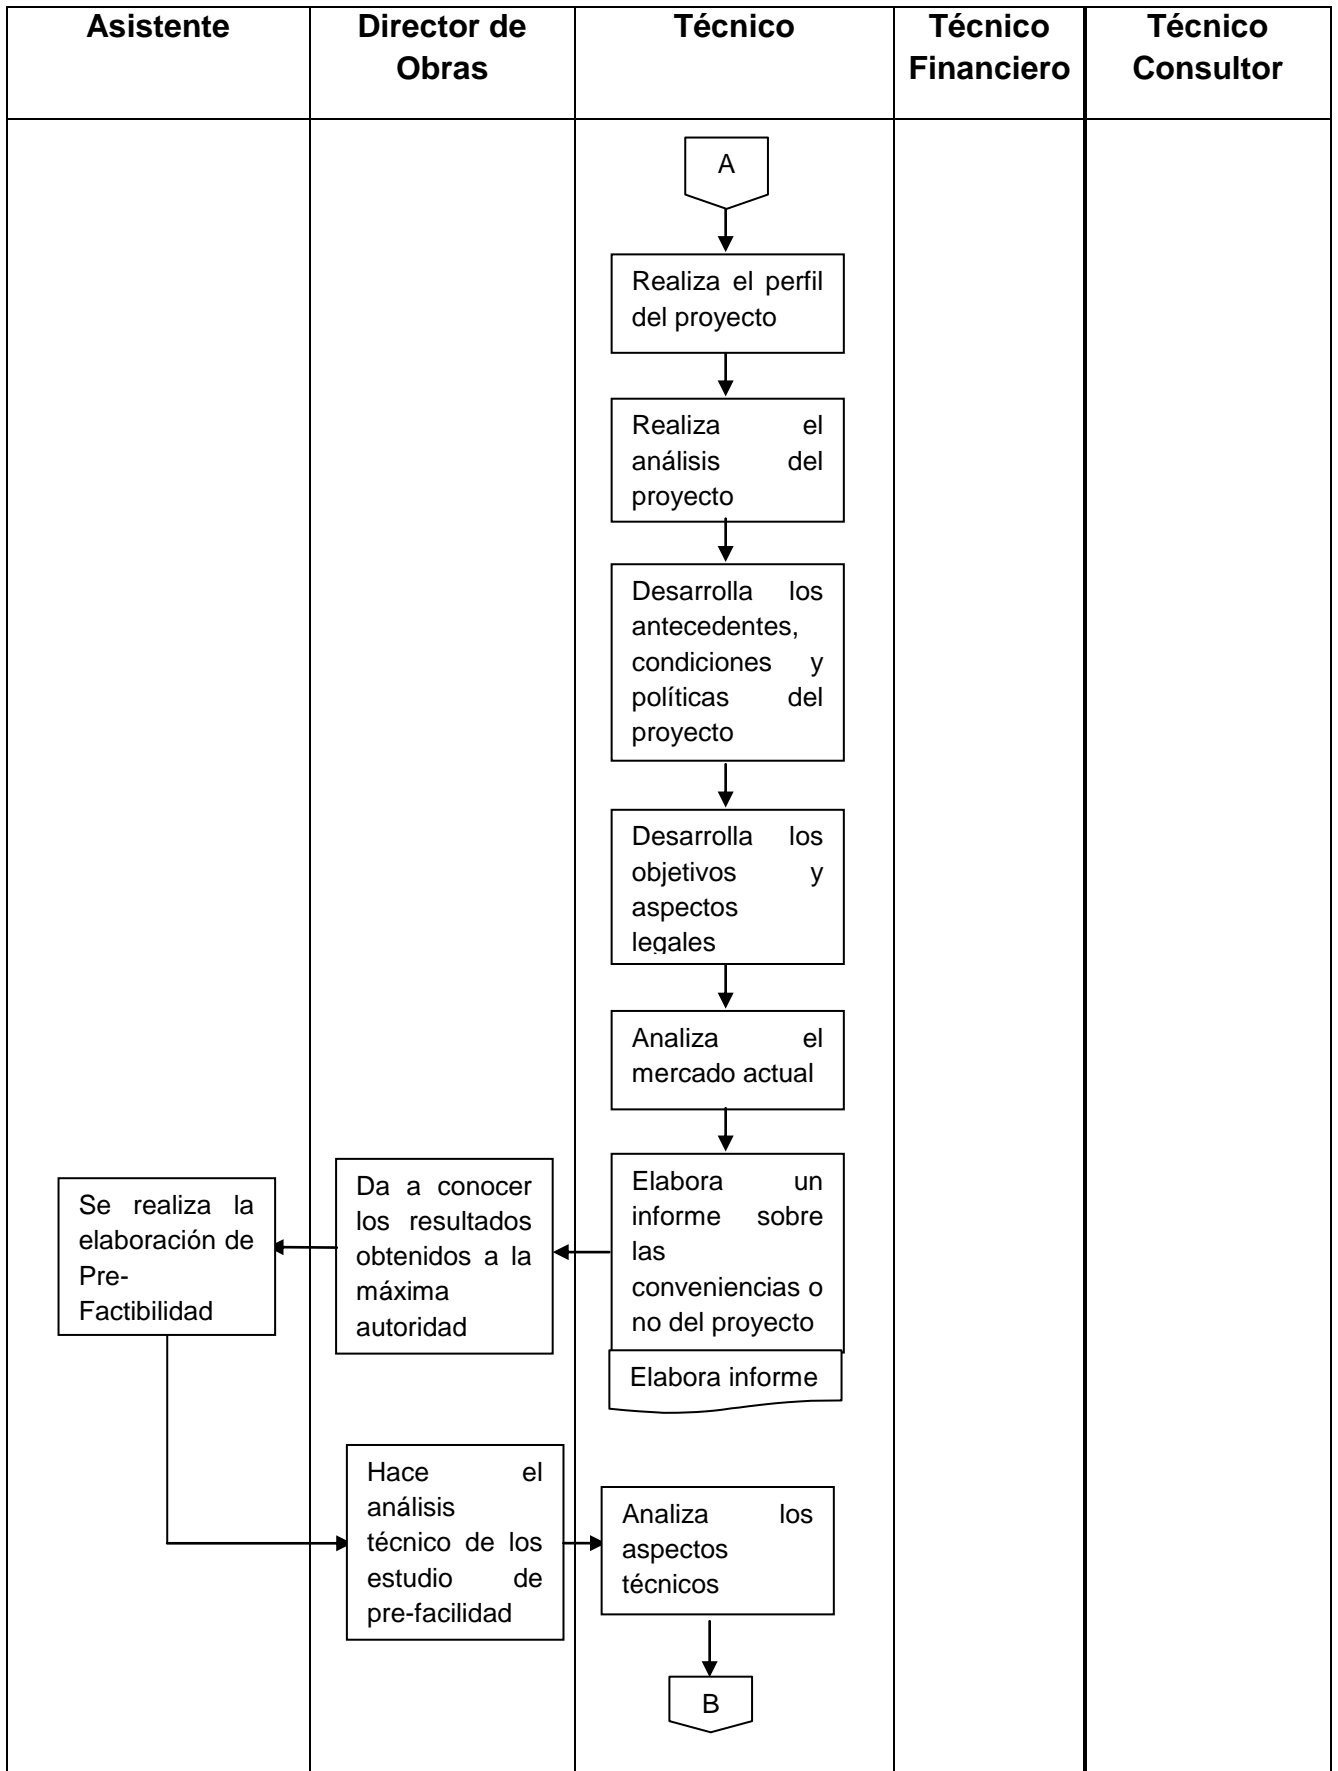 Asistente
Director de
Obras
Técnico
Técnico
Financiero
Técnico
Consultor
A
Realiza el perfil
del proyecto
Realiza el
análisis del
proyecto
Desarrolla los
antecedentes,
condiciones y
políticas del
proyecto
Desarrolla los
objetivos y
aspectos
legales
Analiza el
mercado actual
Elabora un
informe sobre
las
conveniencias o
no del proyecto
Elabora informe
Da a conocer
los resultados
obtenidos a la
máxima
autoridad
Se realiza la
elaboración de
Pre-
Factibilidad
Hace el
análisis
técnico de los
estudio de
pre-facilidad
Analiza los
aspectos
técnicos
B